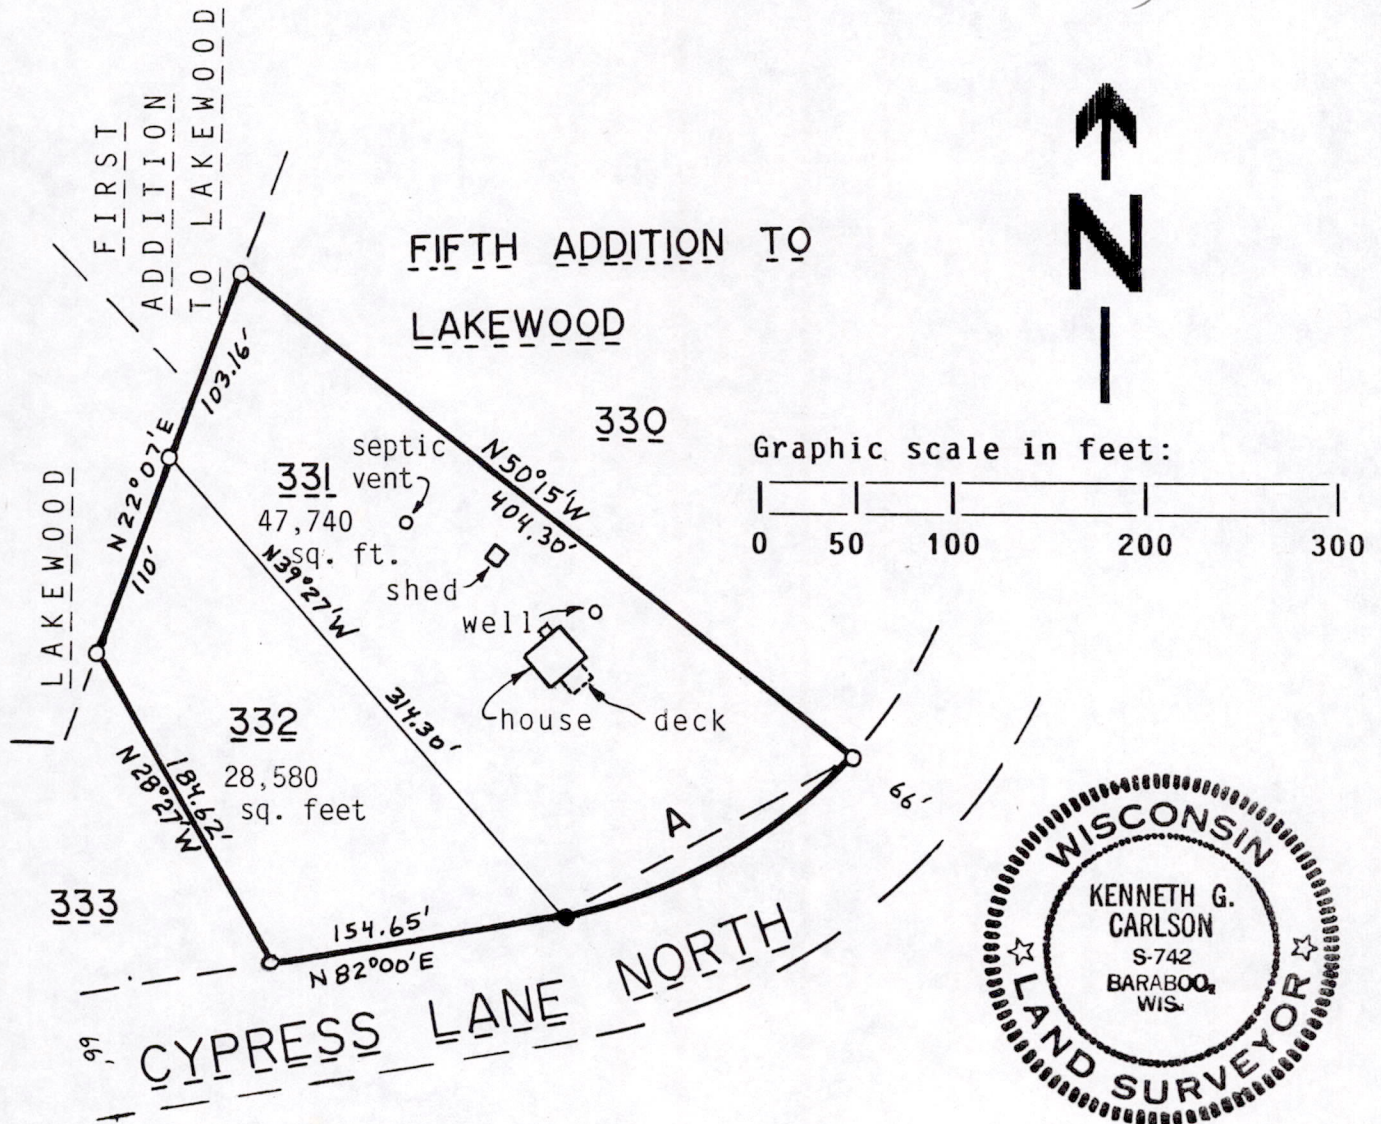 FIRST
ADDITION
TO LAKEWOOD
FIFTH ADDITION TO
LAKEWOOD
N
330
Graphic scale in feet:
0 50 100 200 300
103.16'
N22°07'E
110'
LAKEWOOD
septic
vent
331
47,740
sq. ft.
N50°15'W
404.30'
N39°27'W
314.30'
shed
well
house
deck
332
28,580
sq. feet
184.62'
N28°27'W
333
A
66'
154.65'
N82°00'E
CYPRESS LANE NORTH
66'
WISCONSIN
KENNETH G.
CARLSON
S-742
BARABOO,
WIS.
LAND SURVEYOR